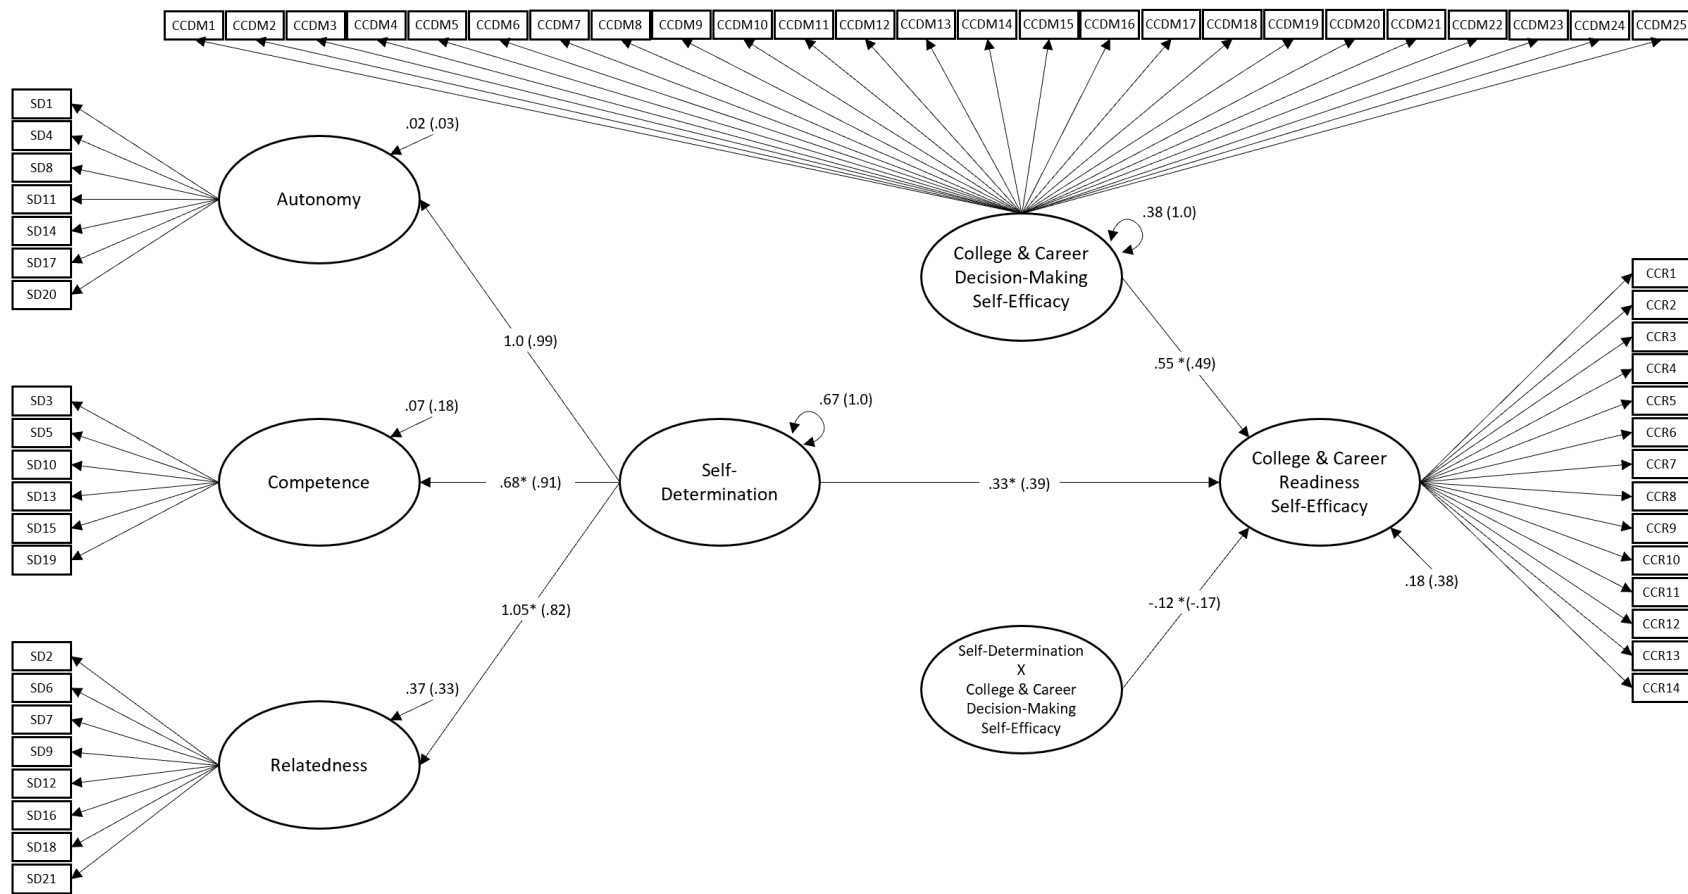 CCDM1 CCDM2 CCDM3 CCDM4 CCDM5 CCDM6 CCDM7 CCDM8 CCDM9 CCDM10 CCDM11 CCDM12 CCDM13 CCDM14 CCDM15 CCDM16 CCDM17 CCDM18 CCDM19 CCDM20 CCDM21 CCDM22 CCDM23 CCDM24 CCDM25
SD1
SD4
SD8
SD11
SD14
SD17
SD20
.02 (.03)
Autonomy
1.0 (.99)
SD3
SD5
SD10
SD13
SD15
SD19
.07 (.18)
Competence
.68* (.91)
SD2
SD6
SD7
SD9
SD12
SD16
SD18
SD21
.37 (.33)
Relatedness
1.05* (.82)
.67 (1.0)
Self-
Determination
.33* (.39)
.38 (1.0)
College & Career
Decision-Making
Self-Efficacy
.55 *(.49)
Self-Determination
X
College & Career
Decision-Making
Self-Efficacy
-.12 *(-.17)
College & Career
Readiness
Self-Efficacy
.18 (.38)
CCR1
CCR2
CCR3
CCR4
CCR5
CCR6
CCR7
CCR8
CCR9
CCR10
CCR11
CCR12
CCR13
CCR14